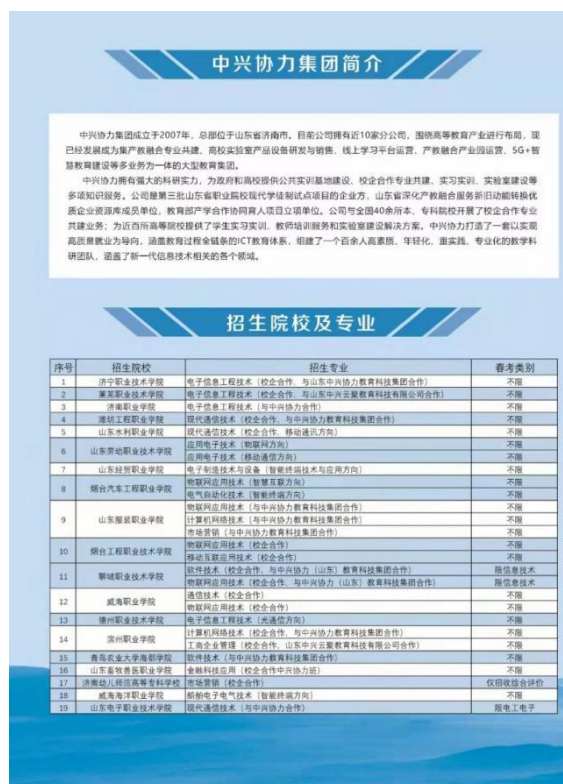 中兴协力集团简介
中兴协力集团成立于2007年，总部位于山东省济南市。目前公司拥有近10家分公司，围绕高等教育产业进行布局，现
已经发展成为集产教融合专业共建、高校实验室产品设备研发与销售、线上学习平台运营、产教融合产业园运营、5G+智
慧教育建设等多业务为一体的大型教育集团。
中兴协力拥有强大的科研实力，为政府和高校提供公共实训基地建设、校企合作专业共建、实习实训、实验室建设等
多项知识服务。公司是第三批山东省职业院校现代学徒制试点项目的企业方，山东省深化产教融合服务新旧动能转换优
质企业资源库成员单位，教育部产学合作协同育人项目立项单位。公司与全国40余所本、专科院校开展了校企合作专业
共建业务；为近百所高等院校提供了学生实习实训、教师培训服务和实验室建设解决方案。中兴协力打造了一套以实现
高质量就业为导向，涵盖教育过程全链条的ICT教育体系，组建了一个百余人高素质、年轻化、重实践、专业化的教学科
研团队，涵盖了新一代信息技术相关的各个领域。
招生院校及专业
序号 招生院校 招生专业 春考类别
1 济宁职业技术学院 电子信息工程技术（校企合作，与山东中兴协力教育科技集团合作） 不限
2 莱芜职业技术学院 电子信息工程技术（校企合作，与山东中兴云聚教育科技有限公司合作） 不限
3 济南职业学院 电子信息工程技术（与中兴协力合作） 不限
4 潍坊工程职业学院 现代通信技术（校企合作，与中兴协力教育科技集团合作） 不限
5 山东水利职业学院 现代通信技术（校企合作，移动通讯方向） 不限
6 山东劳动职业技术学院 应用电子技术（物联网方向） 不限
应用电子技术（移动通信方向） 不限
7 山东经贸职业学院 电子制造技术与设备（智能终端技术与应用方向） 不限
8 烟台汽车工程职业学院 物联网应用技术（智慧互联方向） 不限
电气自动化技术（智能终端方向） 不限
9 山东服装职业学院 物联网应用技术（与中兴协力教育科技集团合作） 不限
计算机网络技术（与中兴协力教育科技集团合作） 不限
市场营销（与中兴协力教育科技集团合作） 不限
10 烟台工程职业技术学院 物联网应用技术（校企合作） 不限
移动互联应用技术（校企合作） 不限
11 聊城职业技术学院 软件技术（校企合作，与中兴协力（山东）教育科技集团合作） 限信息技术
物联网应用技术（校企合作，与中兴协力（山东）教育科技集团合作） 限信息技术
12 威海职业学院 通信技术（校企合作） 不限
物联网应用技术（校企合作） 不限
13 德州职业技术学院 电子信息工程技术（光通信方向） 不限
14 滨州职业学院 计算机网络技术（校企合作，与中兴协力教育科技集团合作） 不限
工商企业管理（校企合作，山东中兴云聚教育科技有限公司合作） 不限
15 青岛农业大学海都学院 软件技术（与中兴协力教育科技集团合作） 不限
16 山东畜牧兽医职业学院 金融科技应用（校企合作中兴协力班） 不限
17 济南幼儿师范高等专科学校 市场营销（校企合作） 仅招收综合评价
18 威海海洋职业学院 船舶电子电气技术（智能终端方向） 不限
19 山东电子职业技术学院 现代通信技术（与中兴协力合作） 限电工电子